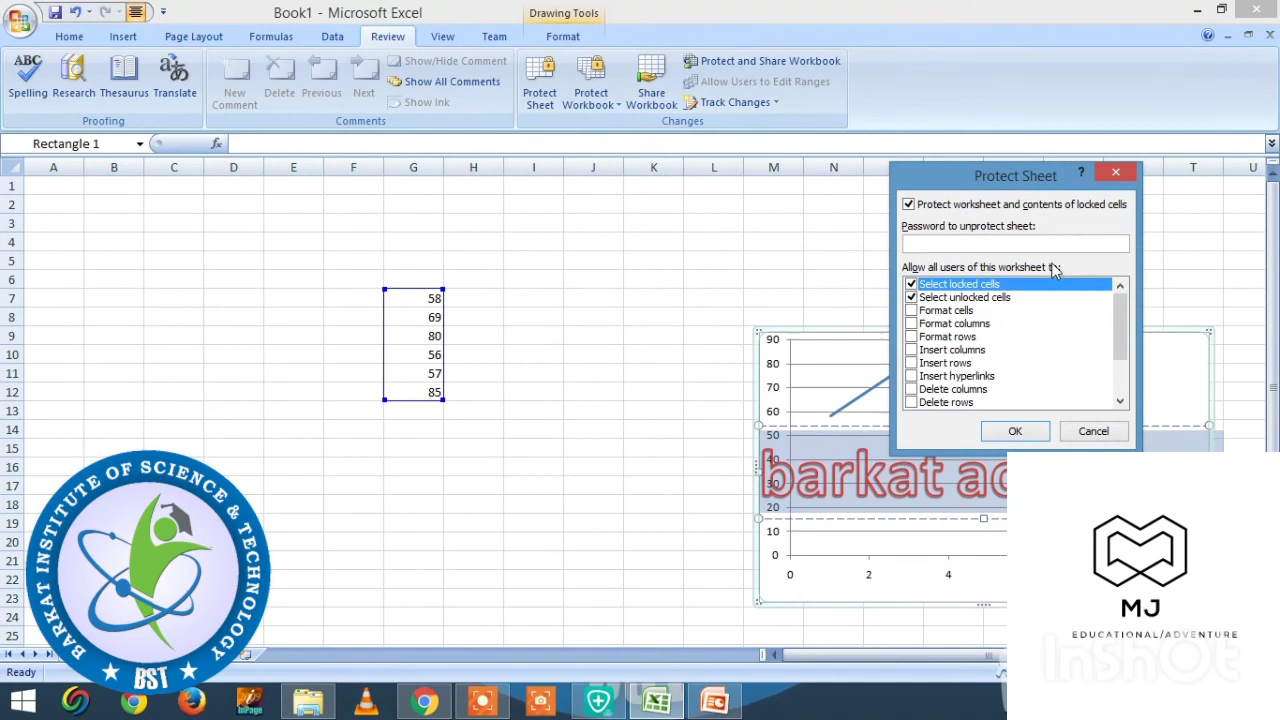 Book1 - Microsoft Excel
Drawing Tools
Home Insert Page Layout Formulas Data Review View Team Format
ABC
Spelling Research Thesaurus Translate
New Comment Delete Previous Next
Show/Hide Comment
Show All Comments
Show Ink
Protect Sheet Protect Workbook Share Workbook
Protect and Share Workbook
Allow Users to Edit Ranges
Track Changes
Proofing Comments Changes
Rectangle 1 fx
A B C D E F G H I J K L M N T U
1
2
3
4
5
6
7 58
8 69
9 80
10 56
11 57
12 85
13
14
15
16
17
18
19
20
21
22
23
24
25
Protect Sheet
?
Protect worksheet and contents of locked cells
Password to unprotect sheet:
Allow all users of this worksheet
Select locked cells
Select unlocked cells
Format cells
Format columns
Format rows
Insert columns
Insert rows
Insert hyperlinks
Delete columns
Delete rows
OK Cancel
90
80
70
60
50
40
30
20
10
0
0 2 4
barkat
BARKAT INSTITUTE OF SCIENCE & TECHNOLOGY
BST
MJ
EDUCATIONAL/ADVENTURE
InShOt
Ready
InPage